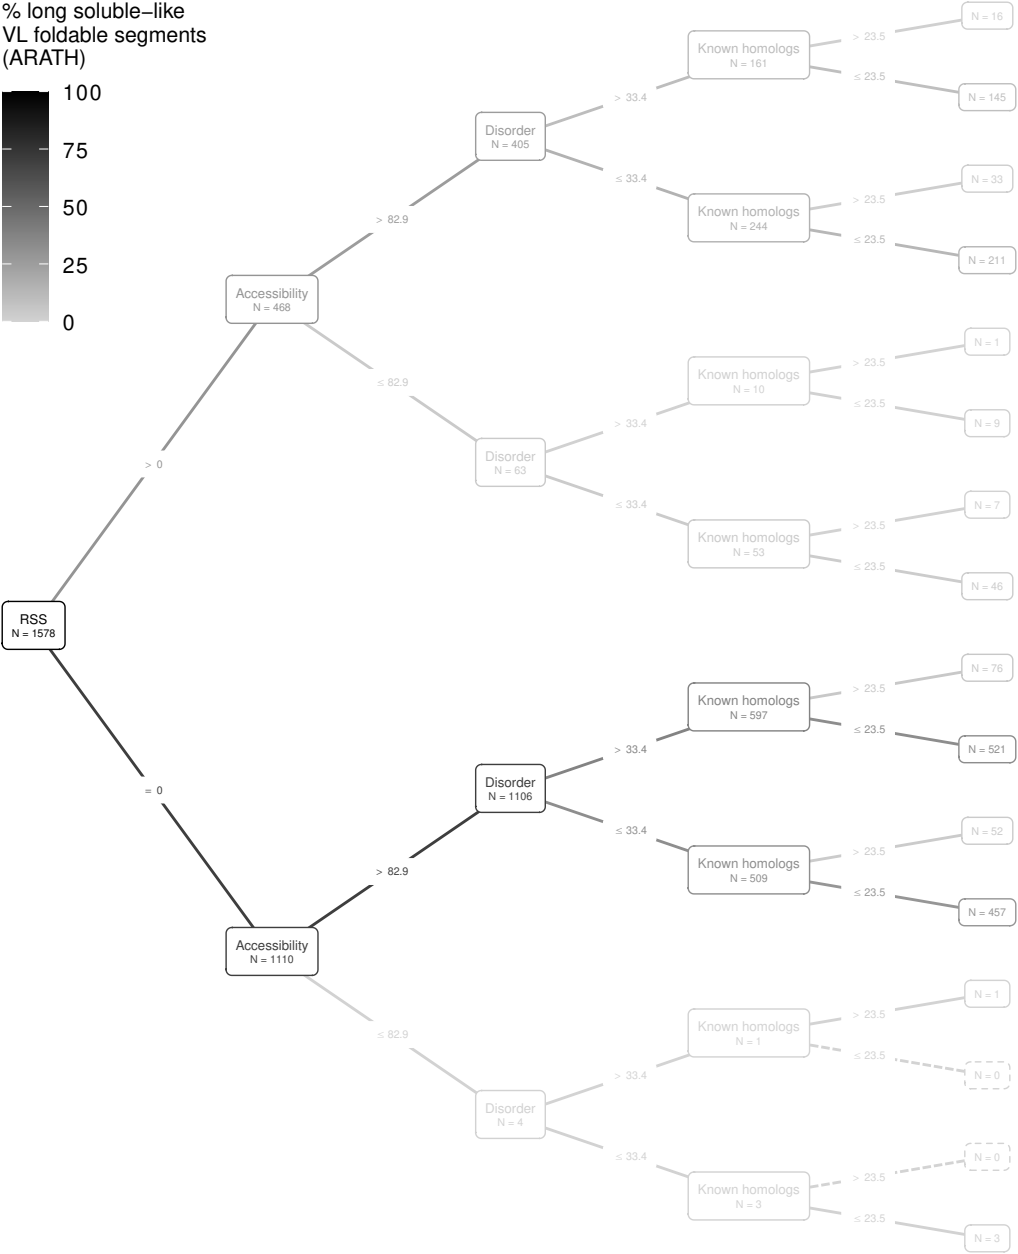 % long soluble−like
VL foldable segments
(ARATH)
100
75
50
25
0
RSS
N = 1578
> 0
= 0
Accessibility
N = 468
> 82.9
≤ 82.9
Accessibility
N = 1110
> 82.9
≤ 82.9
Disorder
N = 405
> 33.4
≤ 33.4
Disorder
N = 63
> 33.4
≤ 33.4
Disorder
N = 1106
> 33.4
≤ 33.4
Disorder
N = 4
> 33.4
≤ 33.4
Known homologs
N = 161
> 23.5
≤ 23.5
Known homologs
N = 244
> 23.5
≤ 23.5
Known homologs
N = 10
> 23.5
≤ 23.5
Known homologs
N = 53
> 23.5
≤ 23.5
Known homologs
N = 597
> 23.5
≤ 23.5
Known homologs
N = 509
> 23.5
≤ 23.5
Known homologs
N = 1
> 23.5
≤ 23.5
Known homologs
N = 3
> 23.5
≤ 23.5
N = 16
N = 145
N = 33
N = 211
N = 1
N = 9
N = 7
N = 46
N = 76
N = 521
N = 52
N = 457
N = 1
N = 0
N = 0
N = 3